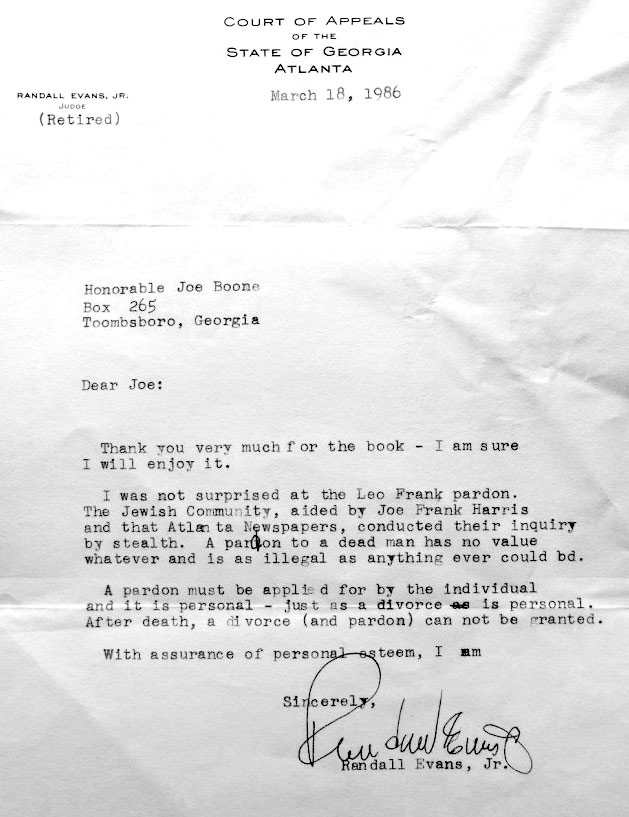 COURT OF APPEALS
OF THE
STATE OF GEORGIA
ATLANTA
RANDALL EVANS, JR.
JUDGE
(Retired)
March 18, 1986
Honorable Joe Boone
Box 265
Toombsboro, Georgia
Dear Joe:
Thank you very much for the book - I am sure
I will enjoy it.
I was not surprised at the Leo Frank pardon.
The Jewish Community, aided by Joe Frank Harris
and that Atlanta Newspapers, conducted their inquiry
by stealth. A pardon to a dead man has no value
whatever and is as illegal as anything ever could bd.
A pardon must be applied for by the individual
and it is personal - just as a divorce as is personal.
After death, a divorce (and pardon) can not be granted.
With assurance of personal esteem, I am
Sincerely,
Randall Evans Jr
Randall Evans, Jr.